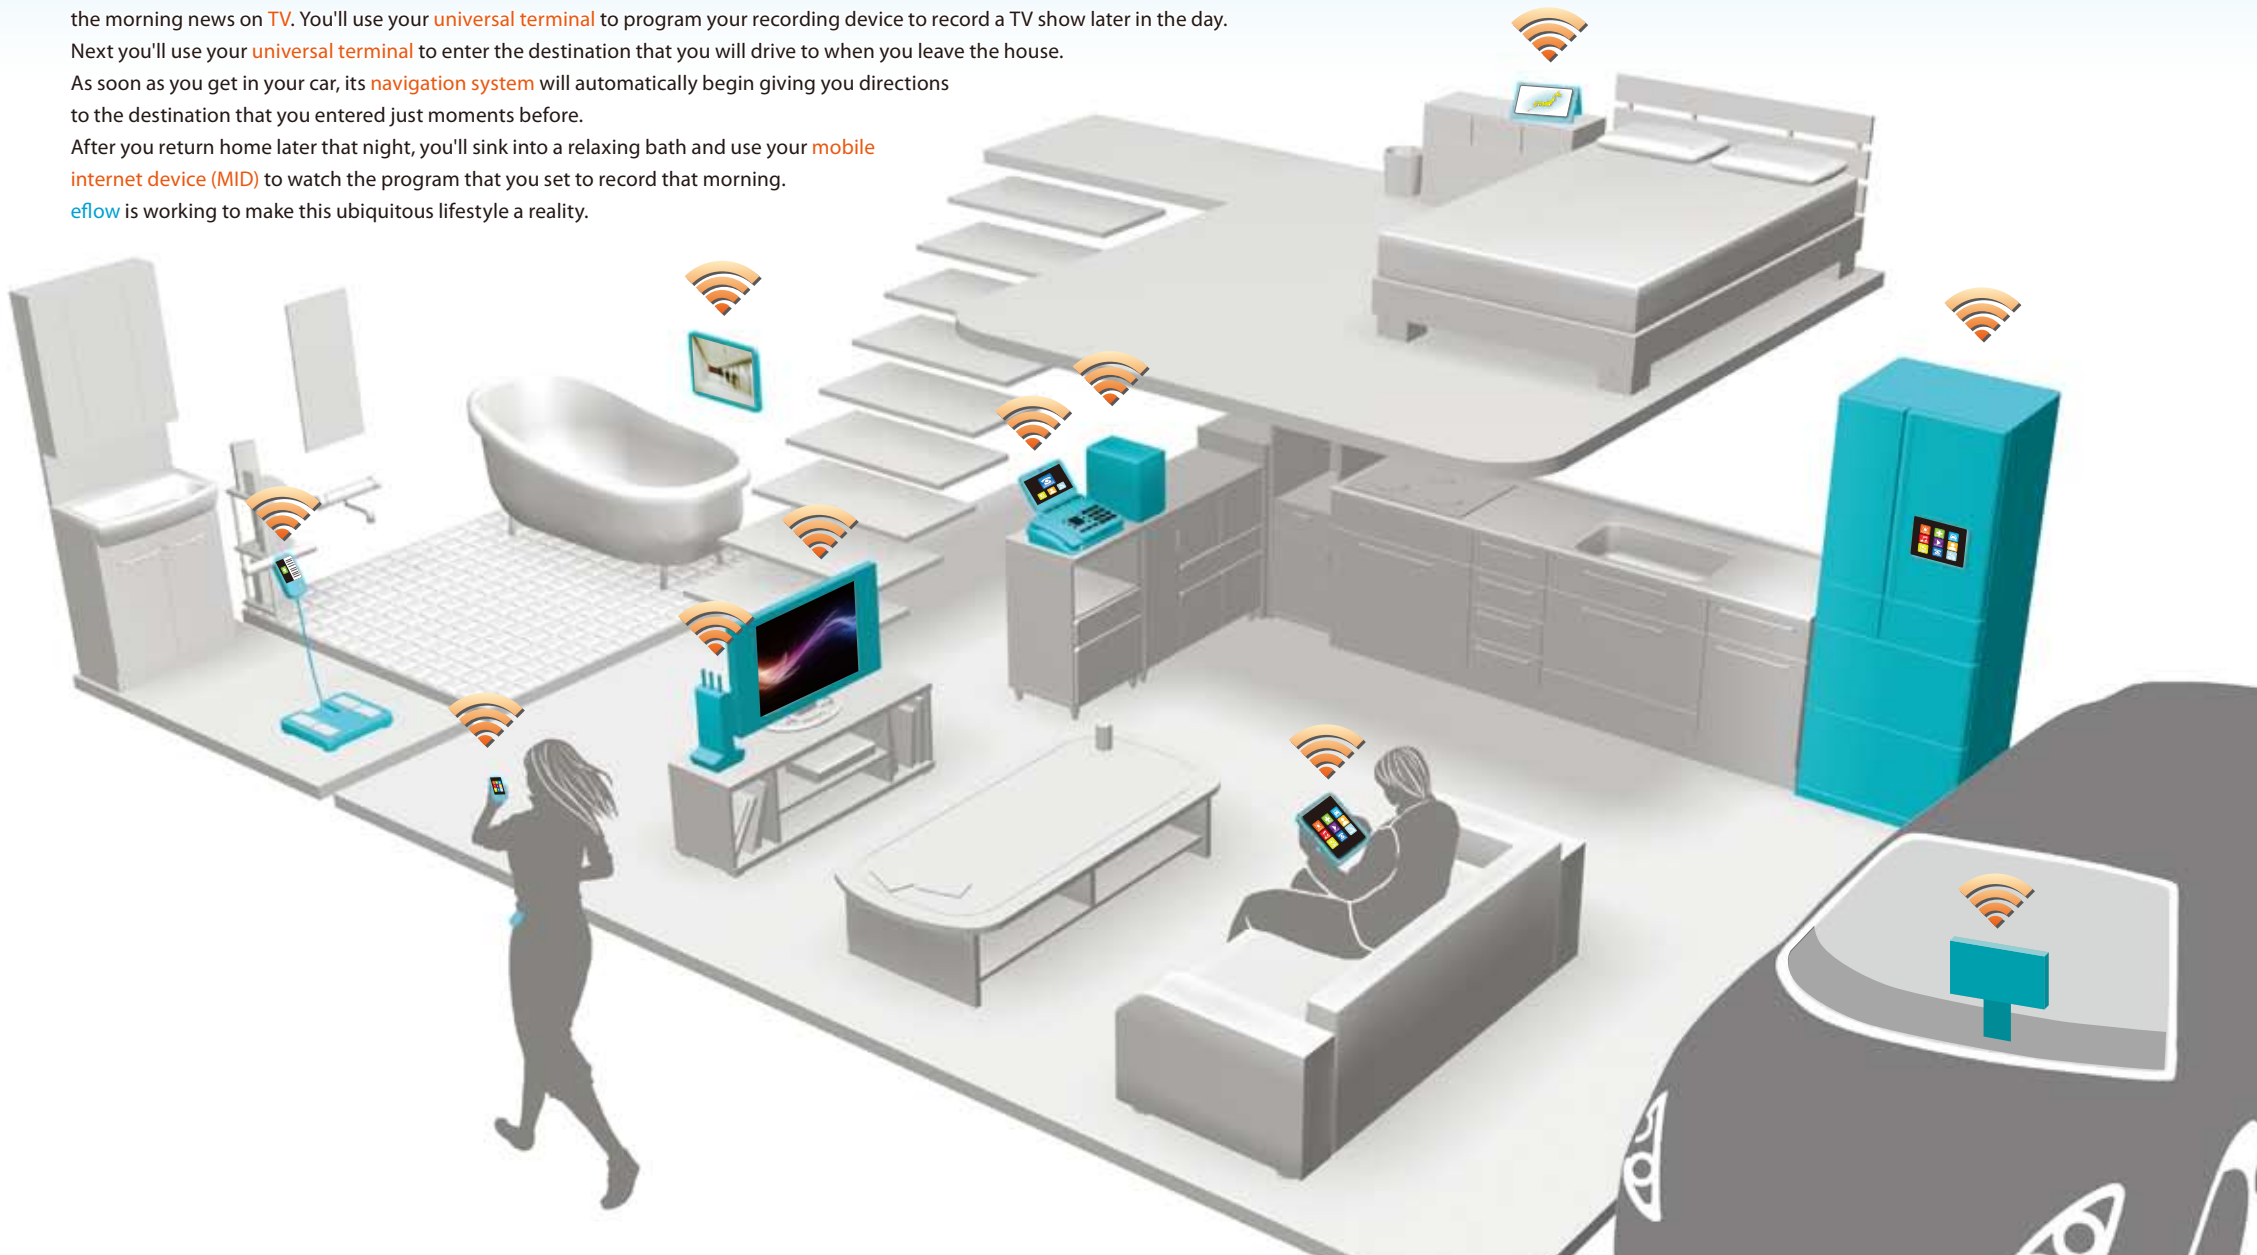 the morning news on TV. You'll use your universal terminal to program your recording device to record a TV show later in the day.
Next you'll use your universal terminal to enter the destination that you will drive to when you leave the house.
As soon as you get in your car, its navigation system will automatically begin giving you directions
to the destination that you entered just moments before.
After you return home later that night, you'll sink into a relaxing bath and use your mobile
internet device (MID) to watch the program that you set to record that morning.
eflow is working to make this ubiquitous lifestyle a reality.